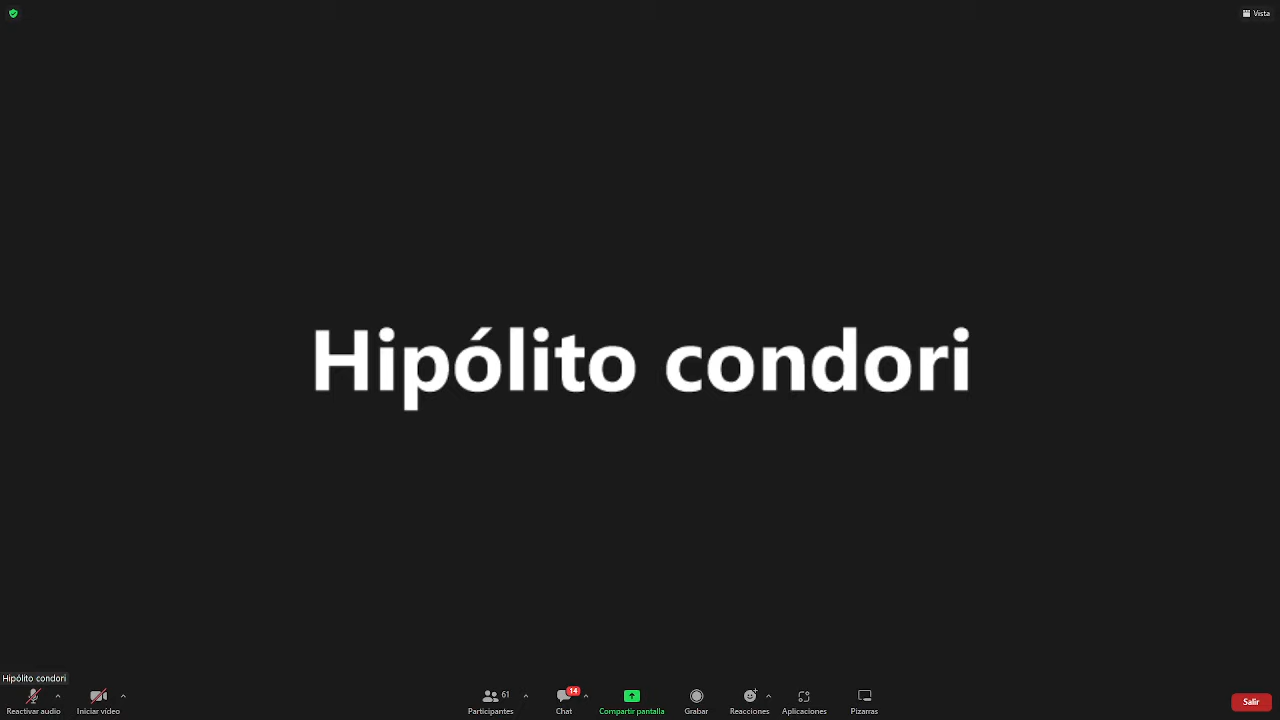 Vista
Hipólito condori
Hipólito condori
Reactivar audio
Iniciar video
61
Participantes
14
Chat
Compartir pantalla
Grabar
Reacciones
Aplicaciones
Pizarras
Salir